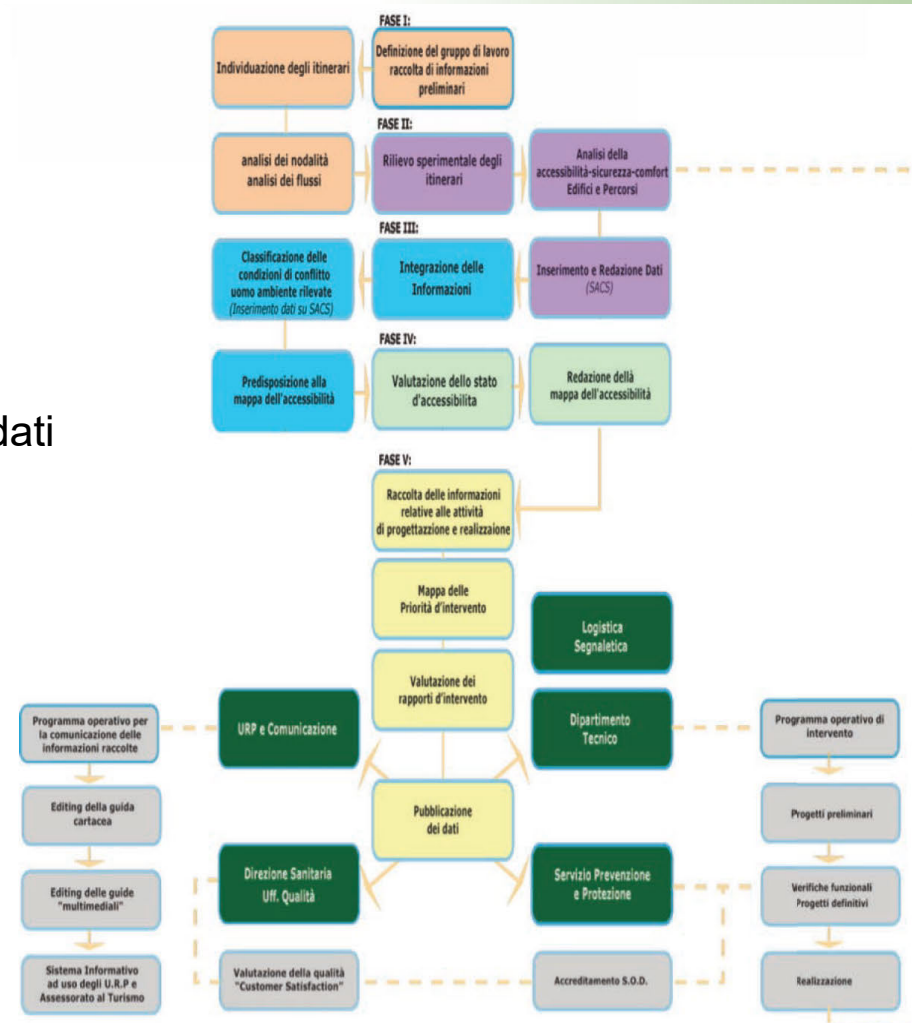 FASE I:
Individuazione degli itinerari
Definizione del gruppo di lavoro
raccolta di informazioni
preliminari
FASE II:
analisi dei nodalità
analisi dei flussi
Rilievo sperimentale degli
itinerari
Analisi della
accessibilità-sicurezza-comfort
Edifici e Percorsi
FASE III:
Classificazione delle
condizioni di conflitto
uomo ambiente rilevate
(Inserimento dati su SACS)
Integrazione delle
Informazioni
Inserimento e Redazione Dati
(SACS)
FASE IV:
Predisposizione alla
mappa dell'accessibilità
Valutazione dello stato
d'accessibilita
Redazione dellà
mappa dell'accessibilità
dati
FASE V:
Raccolta delle informazioni
relative alle attività
di progettazzione e realizzaione
Mappa delle
Priorità d'intervento
Logistica
Segnaletica
Valutazione dei
rapporti d'intervento
Programma operativo per
la comunicazione delle
informazioni raccolte
URP e Comunicazione
Dipartimento
Tecnico
Programma operativo di
intervento
Editing della guida
cartacea
Pubblicazione
dei dati
Progetti preliminari
Editing delle guide
"multimediali"
Direzione Sanitaria
Uff. Qualità
Servizio Prevenzione
e Protezione
Verifiche funzionali
Progetti definitivi
Sistema Informativo
ad uso degli U.R.P e
Assessorato al Turismo
Valutazione della qualità
"Customer Satisfaction"
Accreditamento S.O.D.
Realizzazione